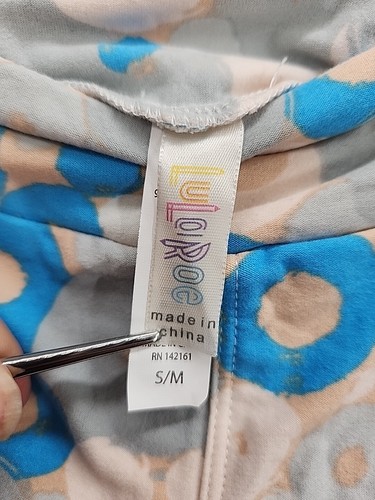 LuLaRoe
made in
china
RN 142161
S/M